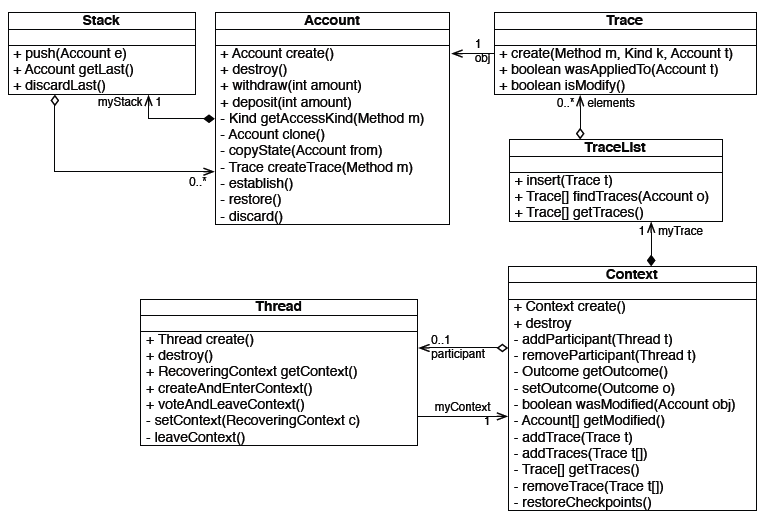 Stack
+ push(Account e)
+ Account getLast()
+ discardLast()
myStack
1
0..*
Account
+ Account create()
+ destroy()
+ withdraw(int amount)
+ deposit(int amount)
- Kind getAccessKind(Method m)
- Account clone()
- copyState(Account from)
- Trace createTrace(Method m)
- establish()
- restore()
- discard()
1
obj
Trace
+ create(Method m, Kind k, Account t)
+ boolean wasAppliedTo(Account t)
+ boolean isModify()
0..* elements
TraceList
+ insert(Trace t)
+ Trace[] findTraces(Account o)
+ Trace[] getTraces()
1 myTrace
Context
+ Context create()
+ destroy
- addParticipant(Thread t)
- removeParticipant(Thread t)
- Outcome getOutcome()
- setOutcome(Outcome o)
- boolean wasModified(Account obj)
- Account[] getModified()
- addTrace(Trace t)
- addTraces(Trace t[])
- Trace[] getTraces()
- removeTrace(Trace t[])
- restoreCheckpoints()
Thread
+ Thread create()
+ destroy()
+ RecoveringContext getContext()
+ createAndEnterContext()
+ voteAndLeaveContext()
- setContext(RecoveringContext c)
- leaveContext()
0..1
participant
myContext
1